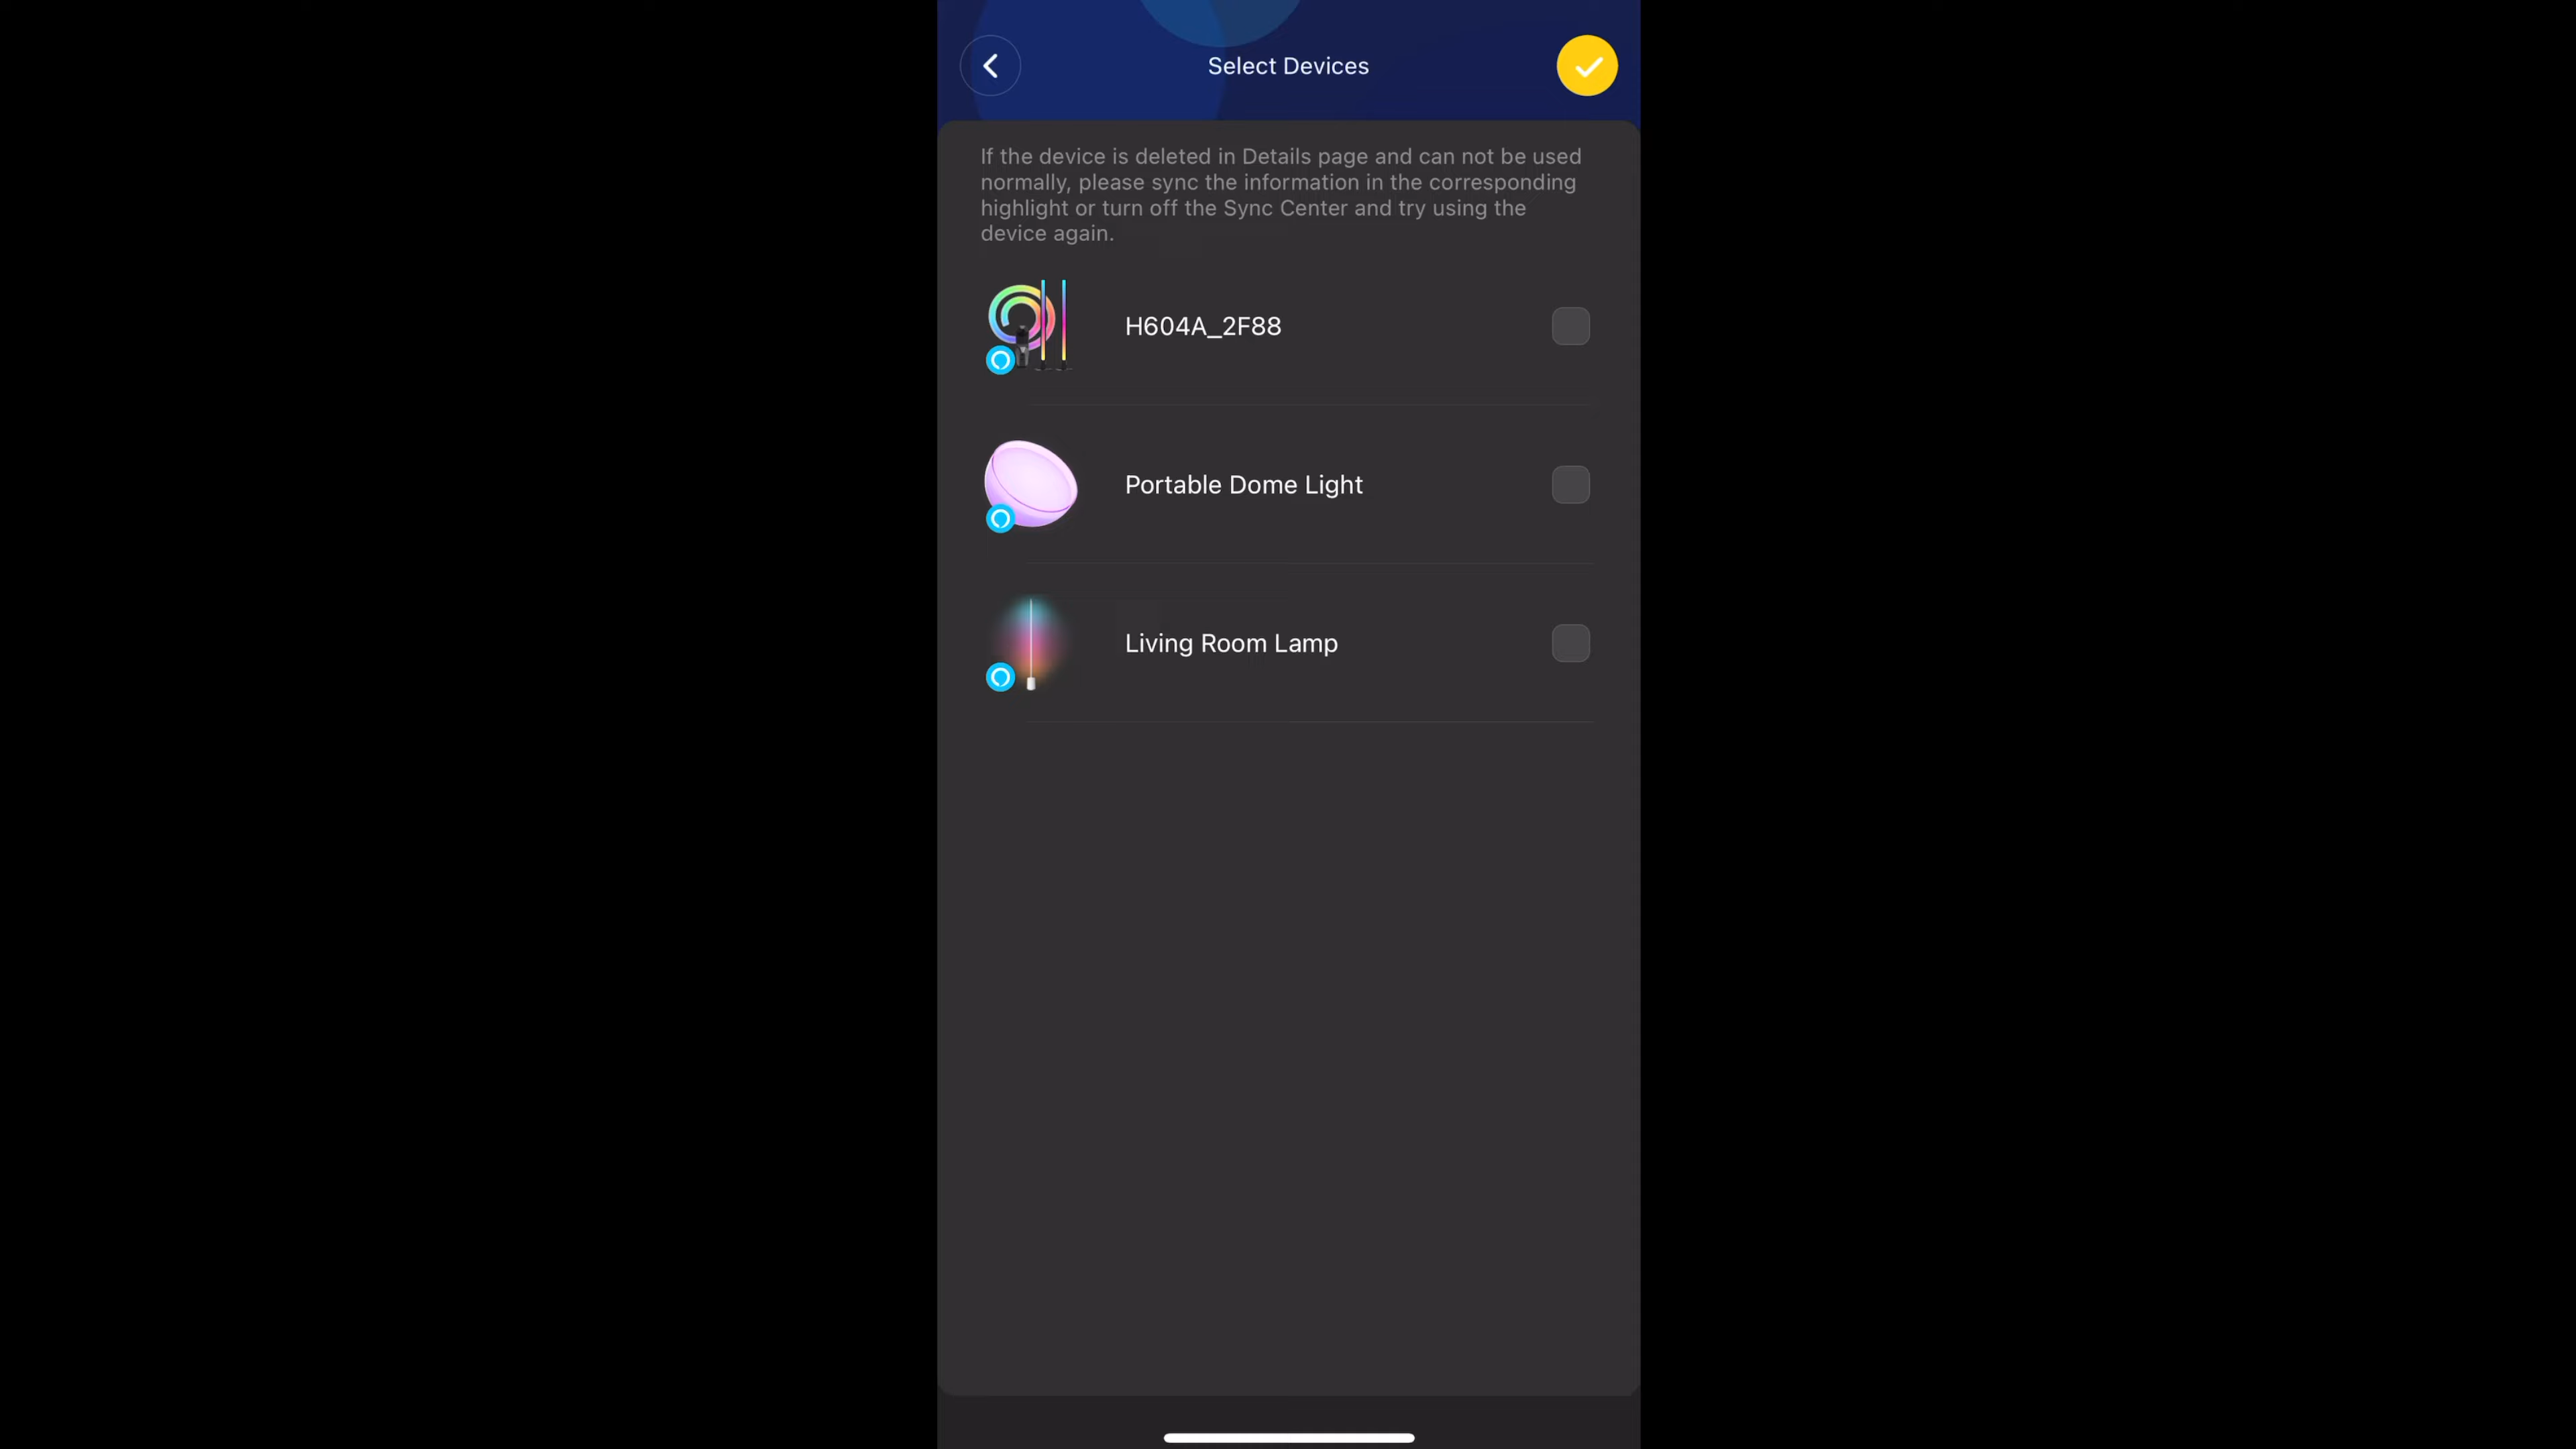 Select Devices
If the device is deleted in Details page and can not be used
normally, please sync the information in the corresponding
highlight or turn off the Sync Center and try using the
device again.
H604A_2F88
Portable Dome Light
Living Room Lamp